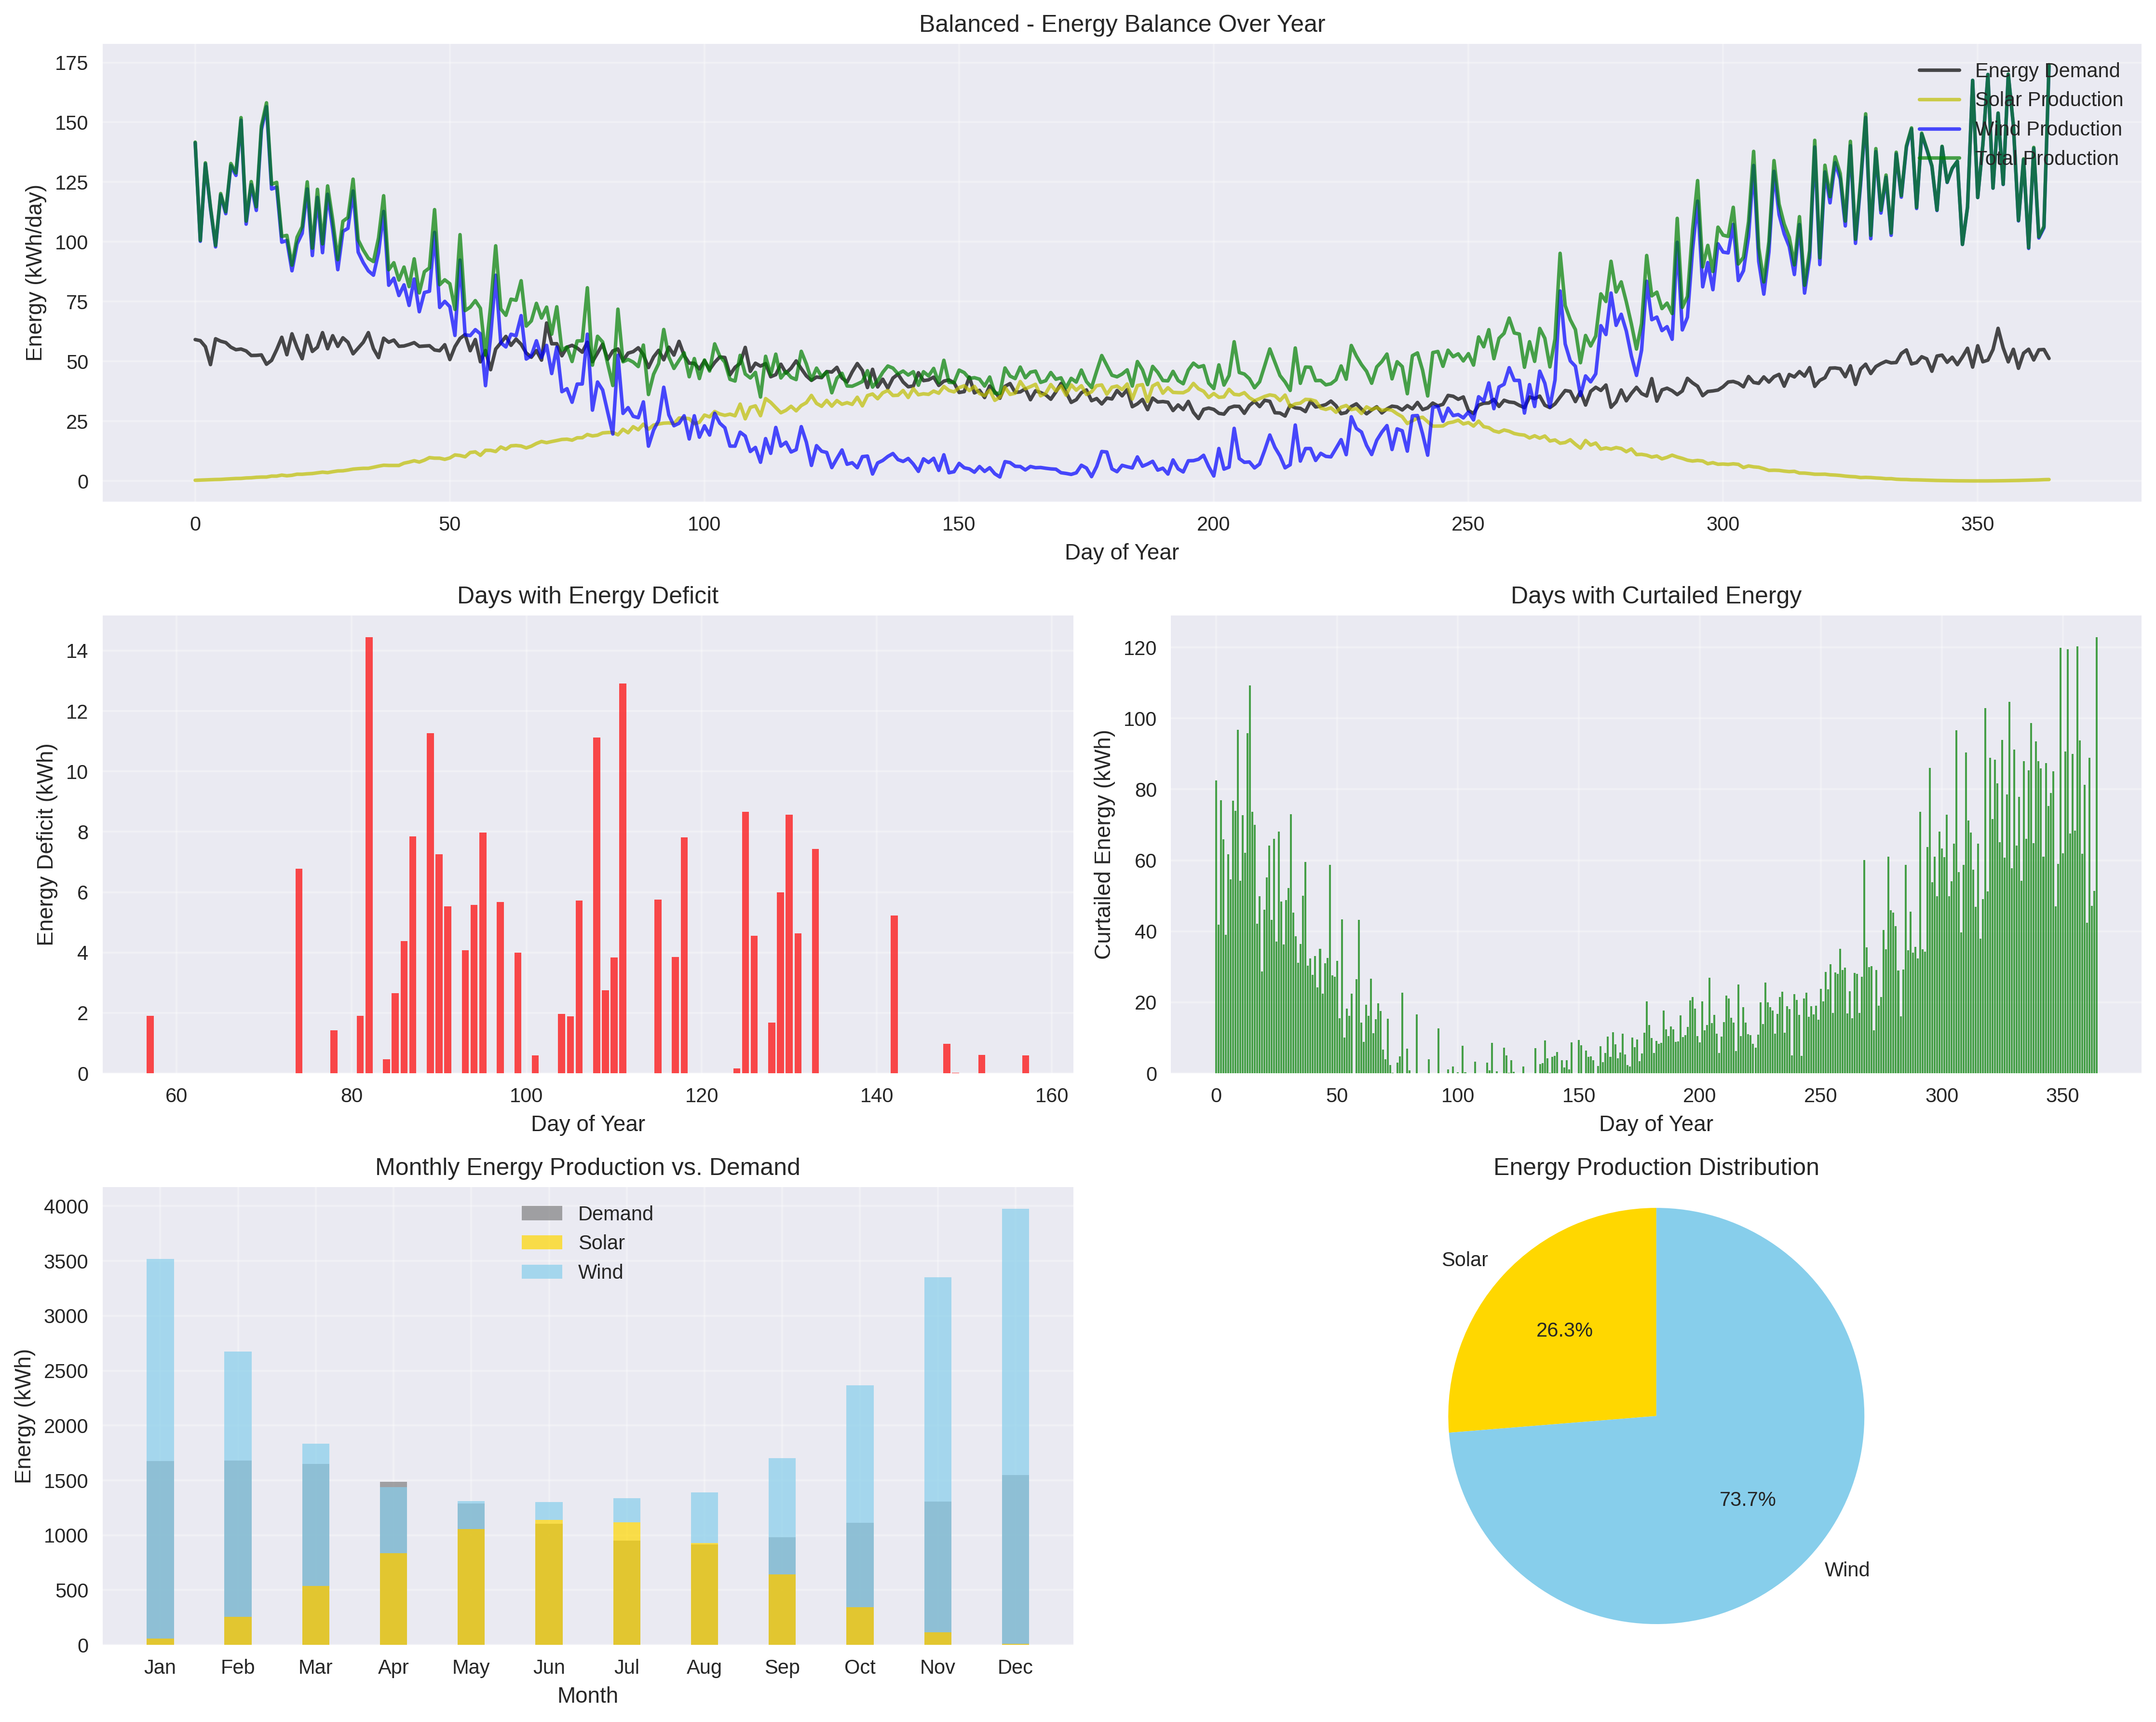 Balanced - Energy Balance Over Year
Energy (kWh/day)
175
150
125
100
75
50
25
0
Energy Demand
Solar Production
Wind Production
Total Production
0 50 100 150 200 250 300 350
Day of Year
Days with Energy Deficit
Energy Deficit (kWh)
14
12
10
8
6
4
2
0
60 80 100 120 140 160
Day of Year
Days with Curtailed Energy
Curtailed Energy (kWh)
120
100
80
60
40
20
0
0 50 100 150 200 250 300 350
Day of Year
Monthly Energy Production vs. Demand
Energy (kWh)
4000
3500
3000
2500
2000
1500
1000
500
0
Demand
Solar
Wind
Jan Feb Mar Apr May Jun Jul Aug Sep Oct Nov Dec
Month
Energy Production Distribution
Solar
26.3%
73.7%
Wind